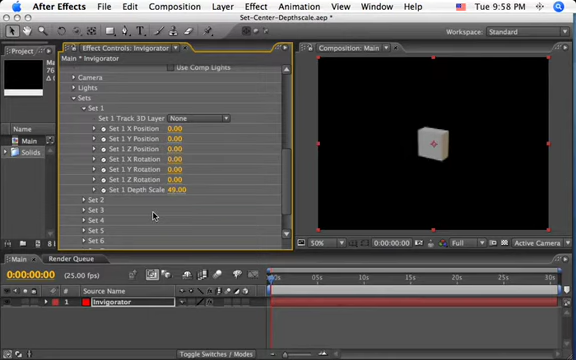 After Effects File Edit Composition Layer Effect Animation View Tue 9:58 PM
Set-Center-Depthscale.aep *
Workspace: Standard
Project
Effect Controls: Invigorator
Composition: Main
Main * Invigorator
Main
Use Comp Lights
Camera
Lights
Sets
Set 1
Set 1 Track 3D Layer None
Set 1 X Position 0.00
Set 1 Y Position 0.00
Set 1 Z Position 0.00
Set 1 X Rotation 0.00
Set 1 Y Rotation 0.00
Set 1 Z Rotation 0.00
Set 1 Depth Scale 49.00
Set 2
Set 3
Set 4
Set 5
Set 6
Name
Main
Solids
50% 0:00:00:00 Full Active Camera
Main Render Queue
0:00:00:00 (25.00 fps)
00s 10s 20s 30s
# Source Name
1 Invigorator
Toggle Switches / Modes